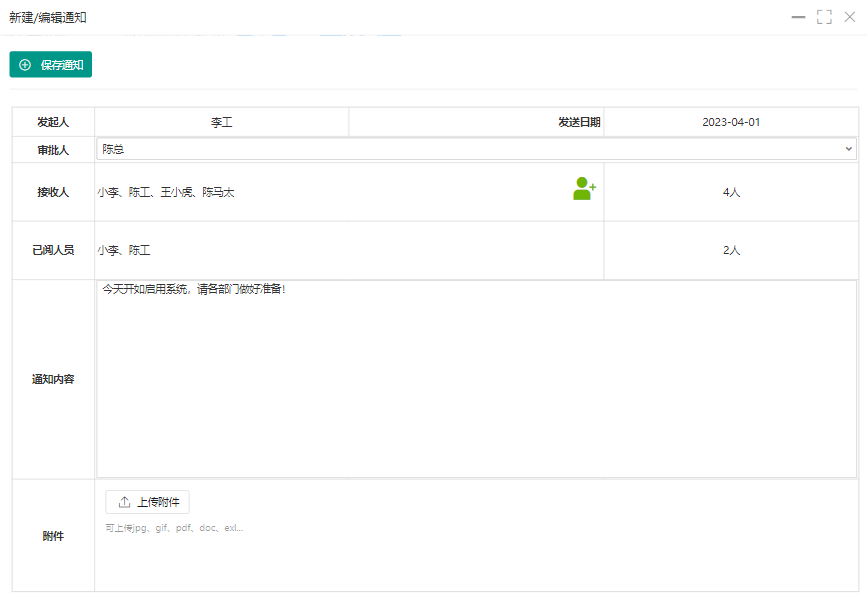 新建/编辑通知
保存通知
发起人 李工 发送日期 2023-04-01
审批人 陈总
接收人 小李、陈工、王小虎、陈马太 4人
已阅人员 小李、陈工 2人
通知内容 今天开如启用系统，请各部门做好准备!
附件 上传附件
可上传jpg、gif、pdf、doc、exl...